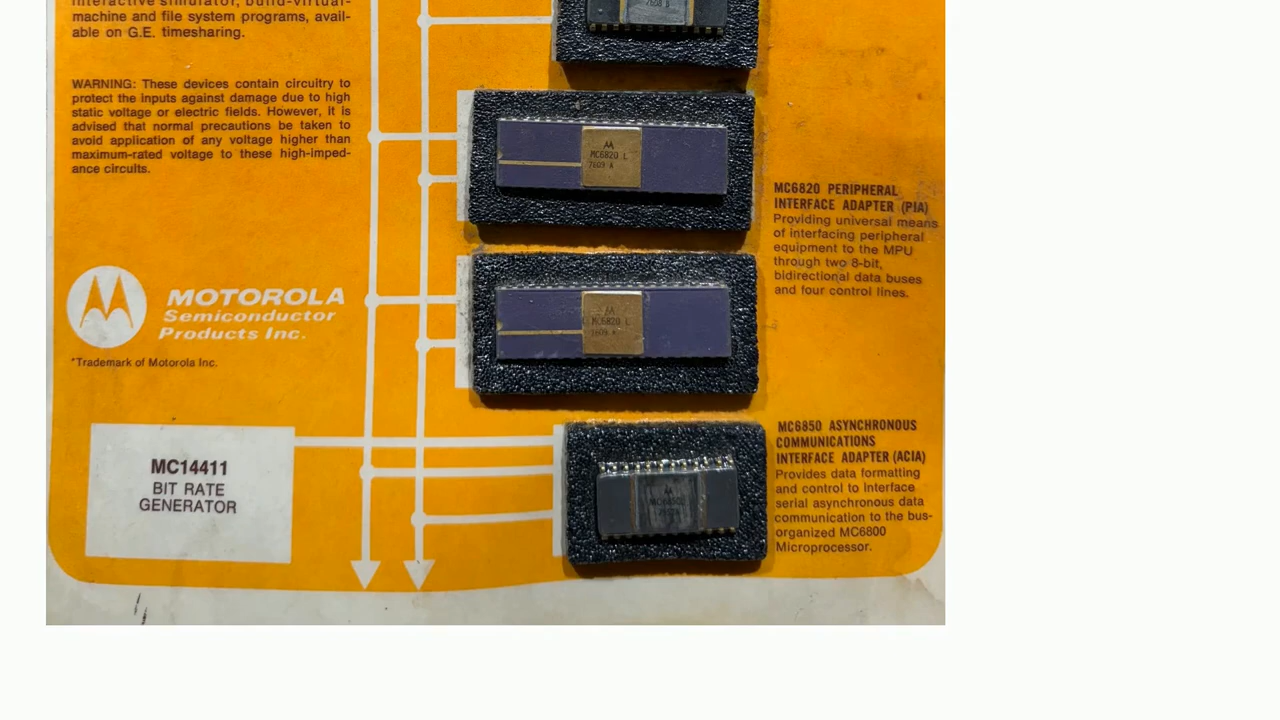 interactive simulator, build-virtual-
machine and file system programs, avail-
able on G.E. timesharing.
WARNING: These devices contain circuitry to
protect the inputs against damage due to high
static voltage or electric fields. However, it is
advised that normal precautions be taken to
avoid application of any voltage higher than
maximum-rated voltage to these high-imped-
ance circuits.
MOTOROLA
Semiconductor
Products Inc.
*Trademark of Motorola Inc.
MC14411
BIT RATE
GENERATOR
7608
MC6820 L
7609 A
MC6820 L
7609 A
MC6820 PERIPHERAL
INTERFACE ADAPTER (PIA)
Providing universal means
of interfacing peripheral
equipment to the MPU
through two 8-bit,
bidirectional data buses
and four control lines.
MC6850 ASYNCHRONOUS
COMMUNICATIONS
INTERFACE ADAPTER (ACIA)
Provides data formatting
and control to interface
serial asynchronous data
communication to the bus-
organized MC6800
Microprocessor.